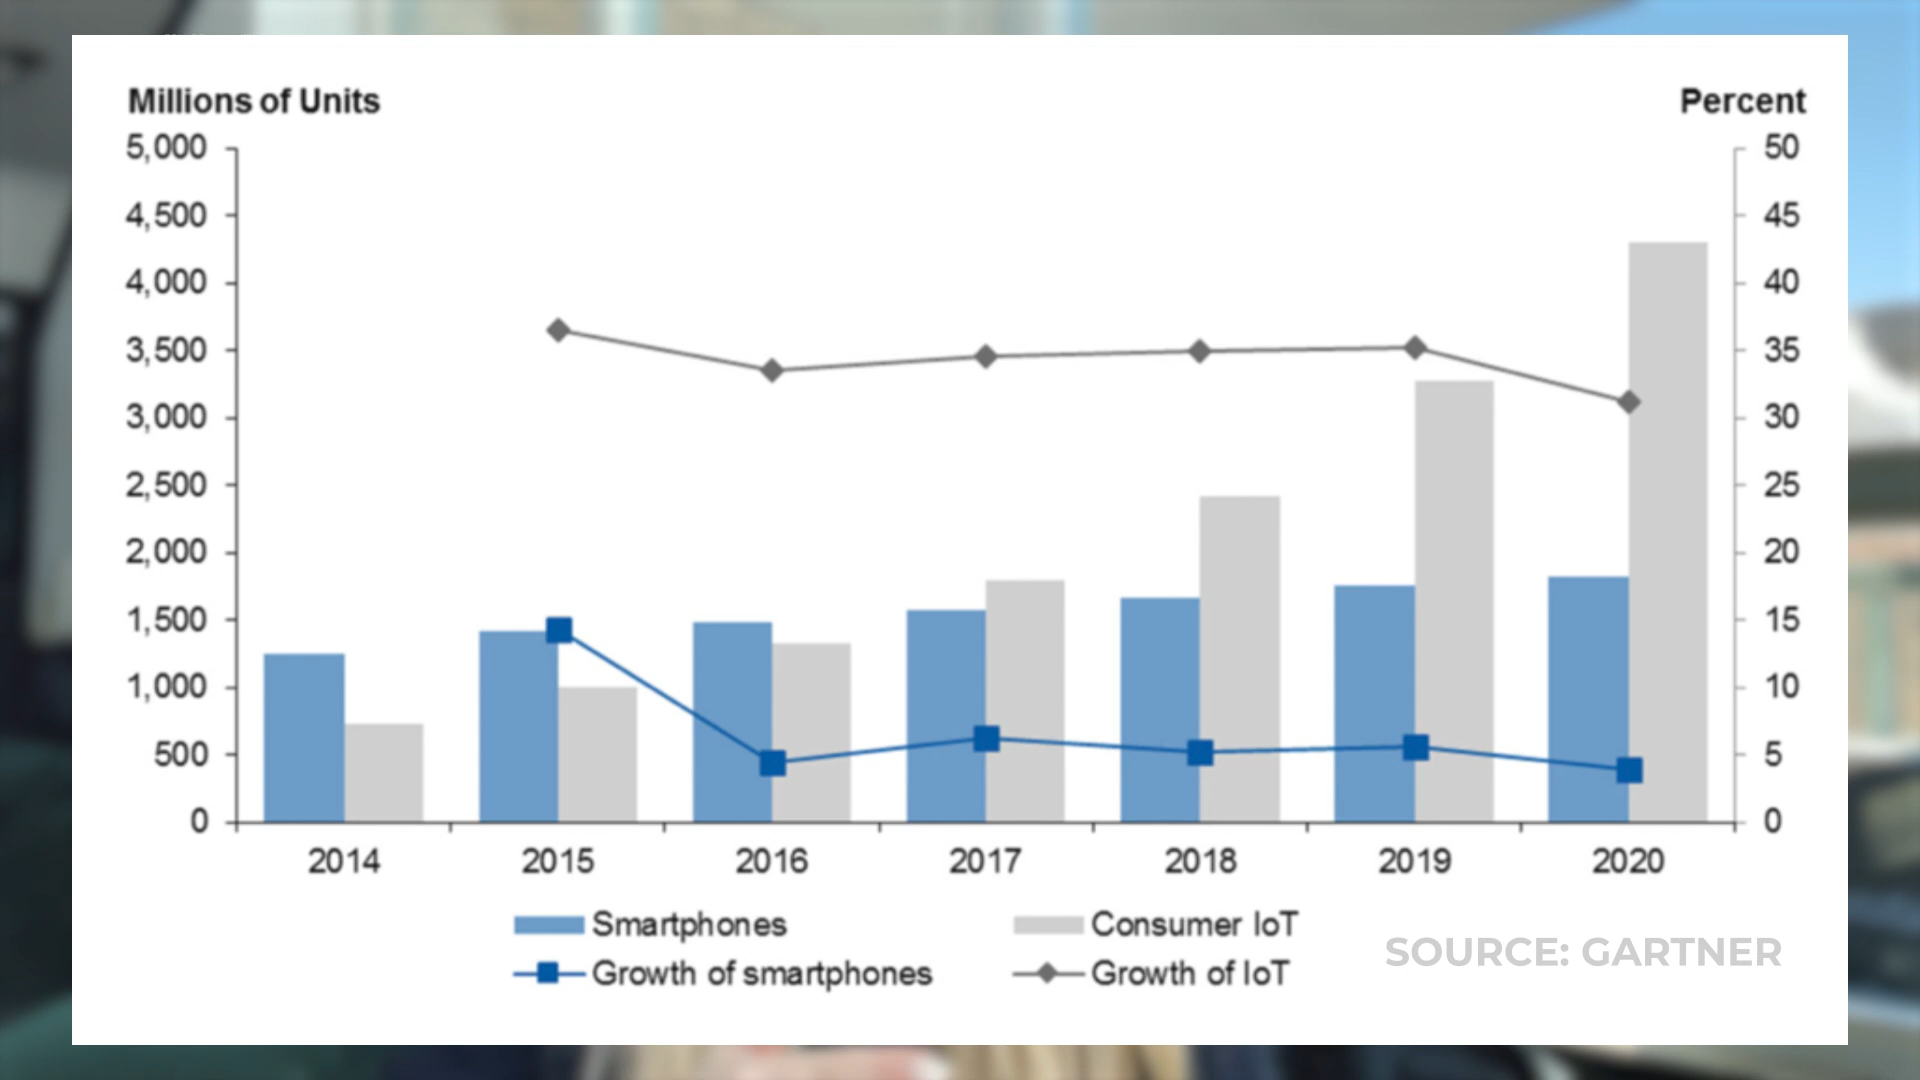 Millions of Units
Percent
5,000
4,500
4,000
3,500
3,000
2,500
2,000
1,500
1,000
500
0
50
45
40
35
30
25
20
15
10
5
0
2014 2015 2016 2017 2018 2019 2020
Smartphones
Consumer IoT
Growth of smartphones
Growth of IoT
SOURCE: GARTNER